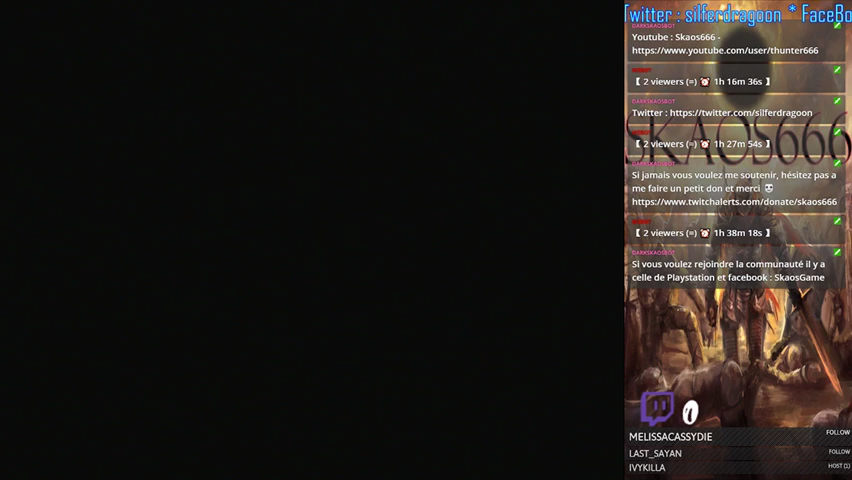 Twitter : silferdragoon * FaceBo
DARKSKAOSBOT
Youtube : Skaos666 -
https://www.youtube.com/user/thunter666
【 2 viewers (=) ⏰ 1h 16m 36s 】
DARKSKAOSBOT
Twitter : https://twitter.com/silferdragoon
【 2 viewers (=) ⏰ 1h 27m 54s 】
SKAOS666
DARKSKAOSBOT
Si jamais vous voulez me soutenir, hésitez pas a
me faire un petit don et merci
https://www.twitchalerts.com/donate/skaos666
【 2 viewers (=) ⏰ 1h 38m 18s 】
DARKSKAOSBOT
Si vous voulez rejoindre la communauté il y a
celle de Playstation et facebook : SkaosGame
0
MELISSACASSYDIE FOLLOW
LAST_SAYAN FOLLOW
IVYKILLA HOST (1)